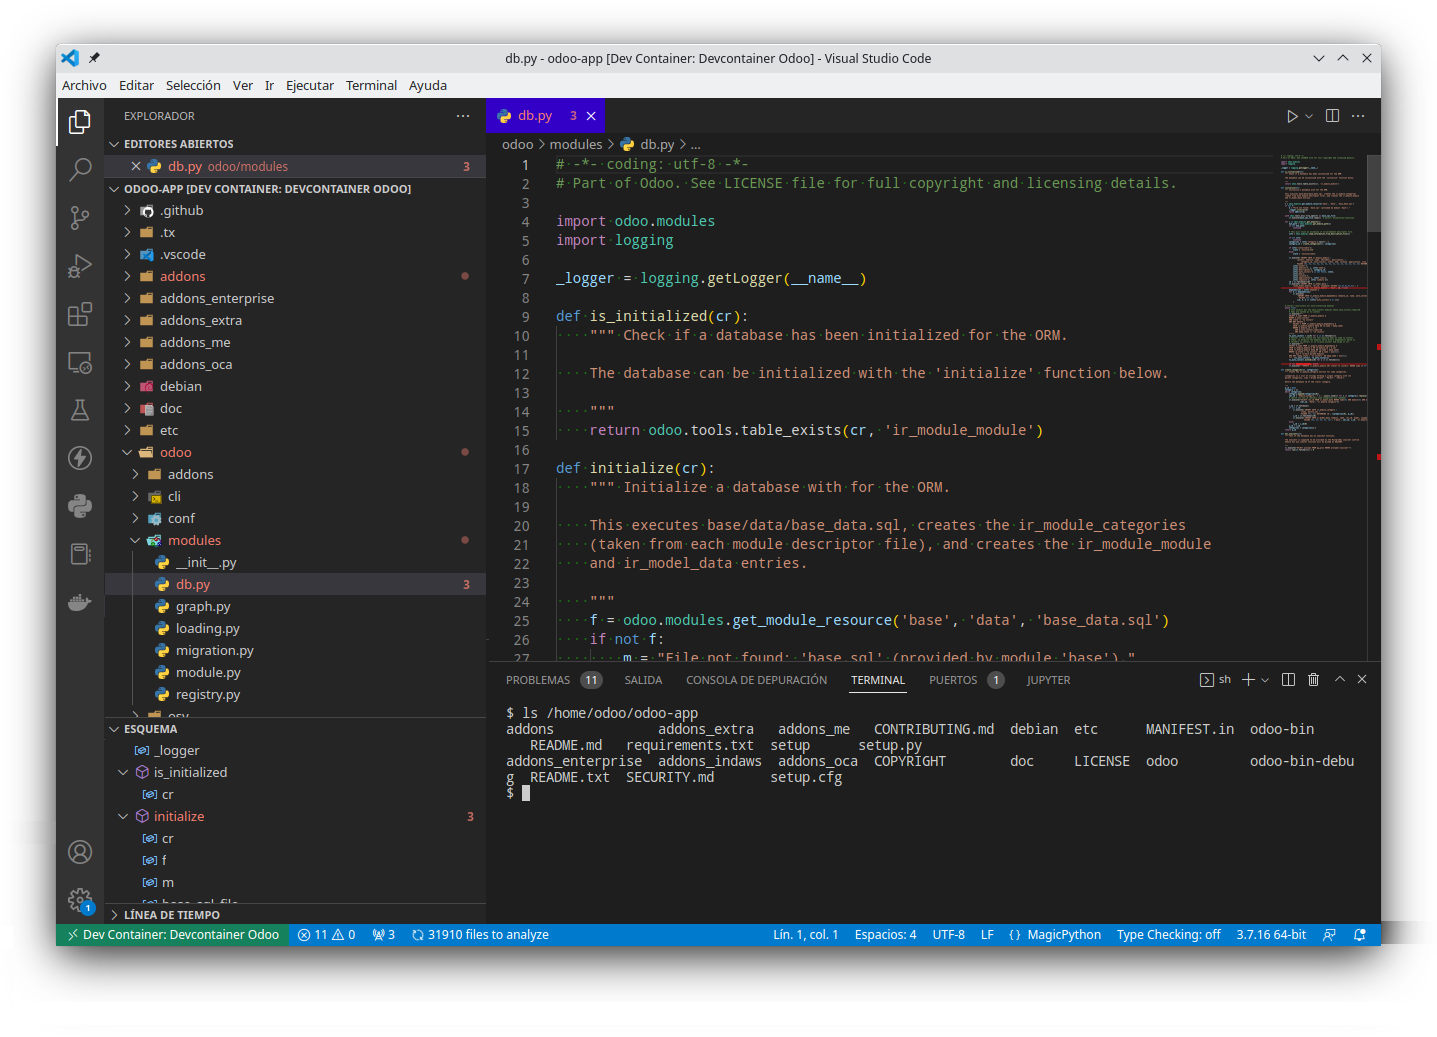 db.py - odoo-app [Dev Container: Devcontainer Odoo] - Visual Studio Code
Archivo Editar Selección Ver Ir Ejecutar Terminal Ayuda
EXPLORADOR
EDITORES ABIERTOS
db.py odoo/modules 3
ODOO-APP [DEV CONTAINER: DEVCONTAINER ODOO]
.github
.tx
.vscode
addons
addons_enterprise
addons_extra
addons_me
addons_oca
debian
doc
etc
odoo
addons
cli
conf
modules
__init__.py
db.py 3
graph.py
loading.py
migration.py
module.py
registry.py
osv
ESQUEMA
_logger
is_initialized
cr
initialize 3
cr
f
m
base_sql_file
LÍNEA DE TIEMPO
db.py 3
odoo > modules > db.py > ...
1 # -*- coding: utf-8 -*-
2 # Part of Odoo. See LICENSE file for full copyright and licensing details.
3
4 import odoo.modules
5 import logging
6
7 _logger = logging.getLogger(__name__)
8
9 def is_initialized(cr):
10 """ Check if a database has been initialized for the ORM.
11
12 The database can be initialized with the 'initialize' function below.
13
14 """
15 return odoo.tools.table_exists(cr, 'ir_module_module')
16
17 def initialize(cr):
18 """ Initialize a database with for the ORM.
19
20 This executes base/data/base_data.sql, creates the ir_module_categories
21 (taken from each module descriptor file), and creates the ir_module_module
22 and ir_model_data entries.
23
24 """
25 f = odoo.modules.get_module_resource('base', 'data', 'base_data.sql')
26 if not f:
27 m = "File not found: 'base.sql' (provided by module 'base')."
PROBLEMAS 11 SALIDA CONSOLA DE DEPURACIÓN TERMINAL PUERTOS 1 JUPYTER sh
$ ls /home/odoo/odoo-app
addons addons_extra addons_me CONTRIBUTING.md debian etc MANIFEST.in odoo-bin
README.md requirements.txt setup setup.py
addons_enterprise addons_indaws addons_oca COPYRIGHT doc LICENSE odoo odoo-bin-debu
g README.txt SECURITY.md setup.cfg
$
1
Dev Container: Devcontainer Odoo 11 0 3 31910 files to analyze Lín. 1, col. 1 Espacios: 4 UTF-8 LF MagicPython Type Checking: off 3.7.16 64-bit